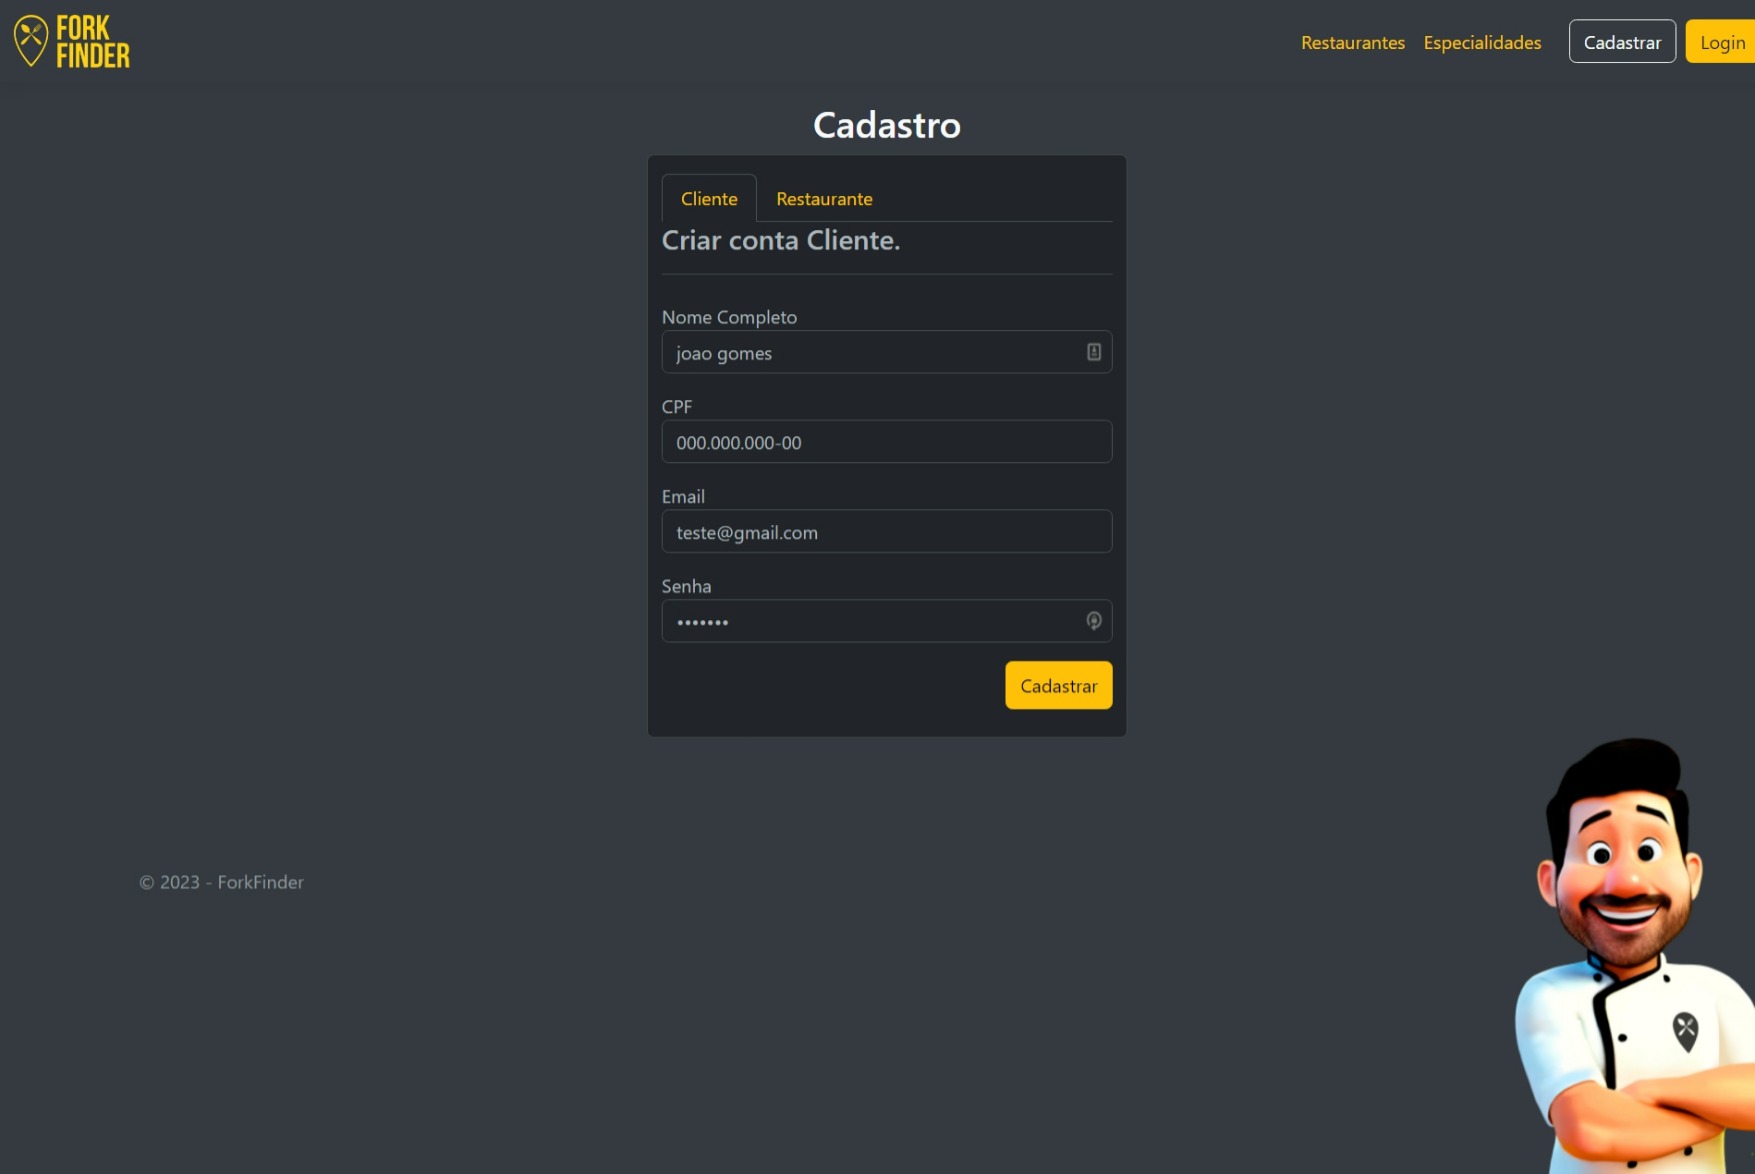 FORK
FINDER
Restaurantes Especialidades Cadastrar Login
Cadastro
Cliente Restaurante
Criar conta Cliente.
Nome Completo
joao gomes
CPF
000.000.000-00
Email
teste@gmail.com
Senha
•••••••
Cadastrar
© 2023 - ForkFinder